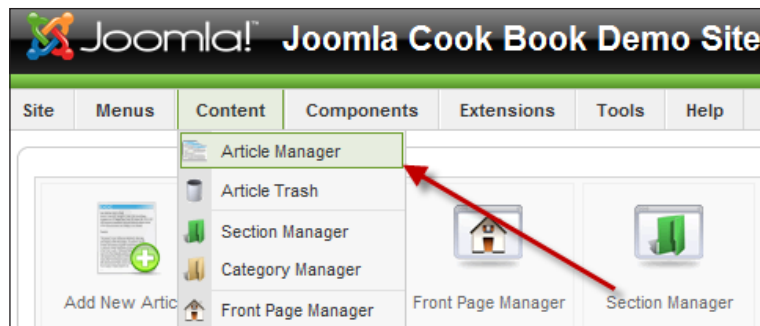 Joomla!™ Joomla Cook Book Demo Site
Site Menus Content Components Extensions Tools Help
Article Manager
Article Trash
Section Manager
Category Manager
Front Page Manager
Add New Artic
Front Page Manager
Section Manager